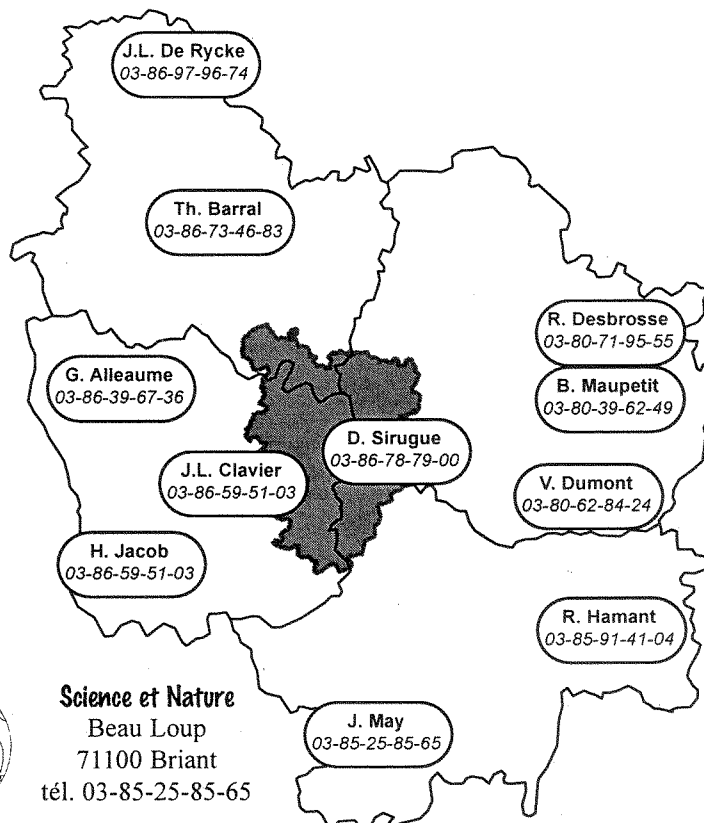 J.L. De Rycke
03-86-97-96-74
Th. Barral
03-86-73-46-83
R. Desbrosse
03-80-71-95-55
G. Alleaume
03-86-39-67-36
B. Maupetit
03-80-39-62-49
D. Sirugue
03-86-78-79-00
J.L. Clavier
03-86-59-51-03
V. Dumont
03-80-62-84-24
H. Jacob
03-86-59-51-03
R. Hamant
03-85-91-41-04
Science et Nature
Beau Loup
71100 Briant
tél. 03-85-25-85-65
J. May
03-85-25-85-65